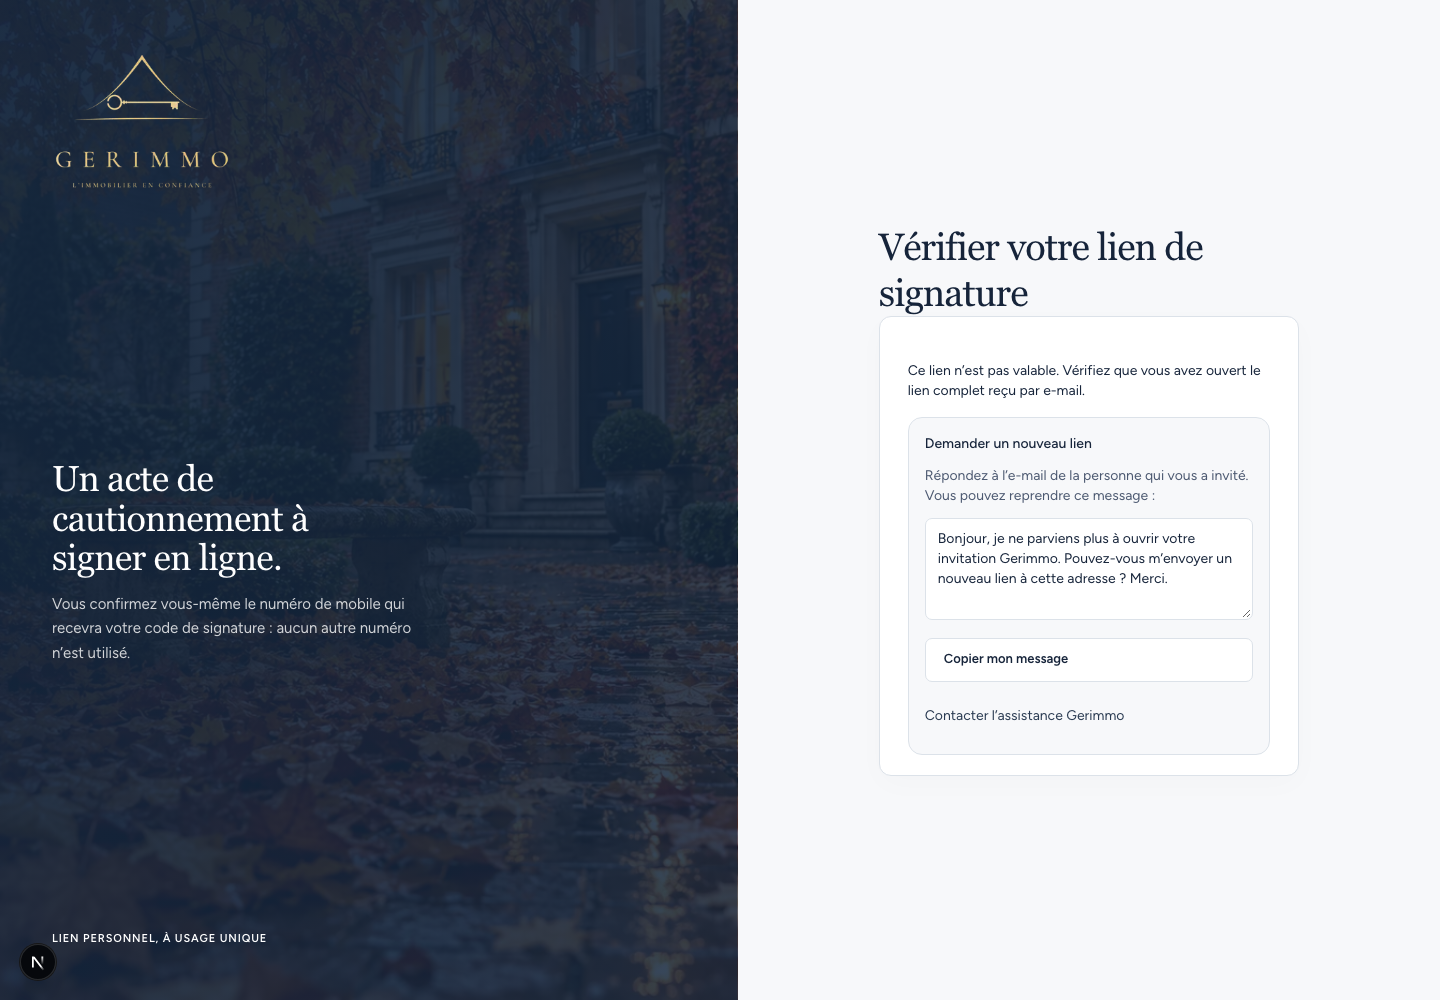 GERIMMO
L'IMMOBILIER EN CONFIANCE
Un acte de
cautionnement à
signer en ligne.
Vous confirmez vous-même le numéro de mobile qui
recevra votre code de signature : aucun autre numéro
n’est utilisé.
LIEN PERSONNEL, À USAGE UNIQUE
N
Vérifier votre lien de
signature
Ce lien n’est pas valable. Vérifiez que vous avez ouvert le
lien complet reçu par e-mail.
Demander un nouveau lien
Répondez à l’e-mail de la personne qui vous a invité.
Vous pouvez reprendre ce message :
Bonjour, je ne parviens plus à ouvrir votre
invitation Gerimmo. Pouvez-vous m’envoyer un
nouveau lien à cette adresse ? Merci.
Copier mon message
Contacter l’assistance Gerimmo